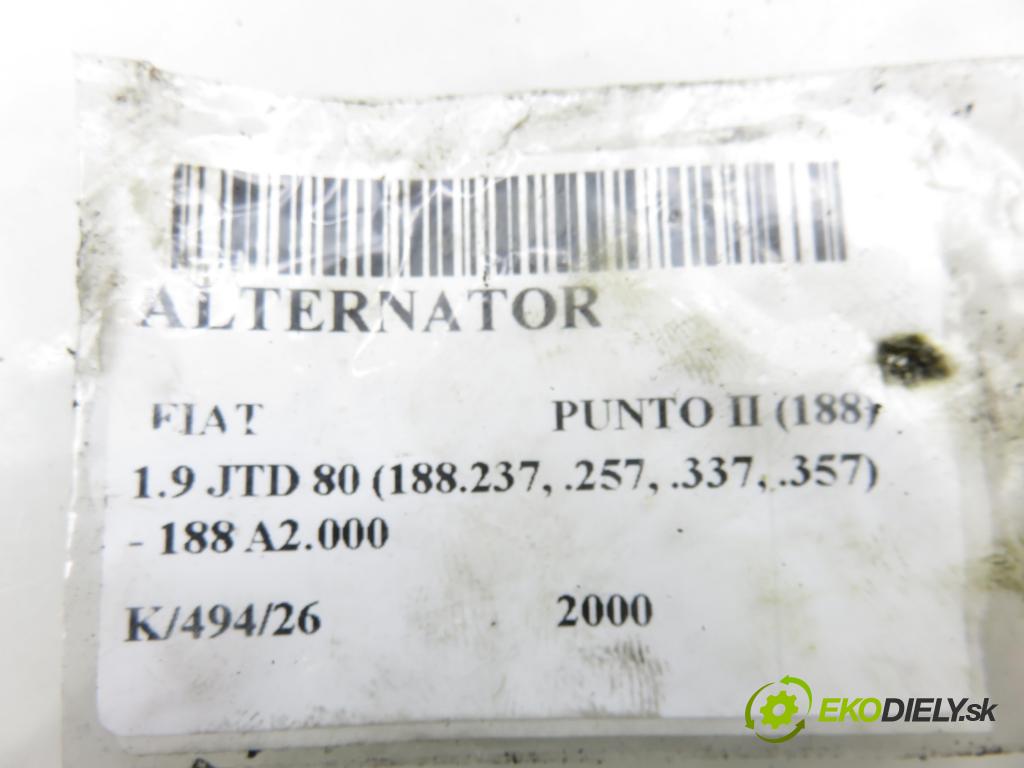 ALTERNATOR
FIAT PUNTO II (188)
1.9 JTD 80 (188.237, .257, .337, .357)
- 188 A2.000
K/494/26 2000
EKODIELY.sk